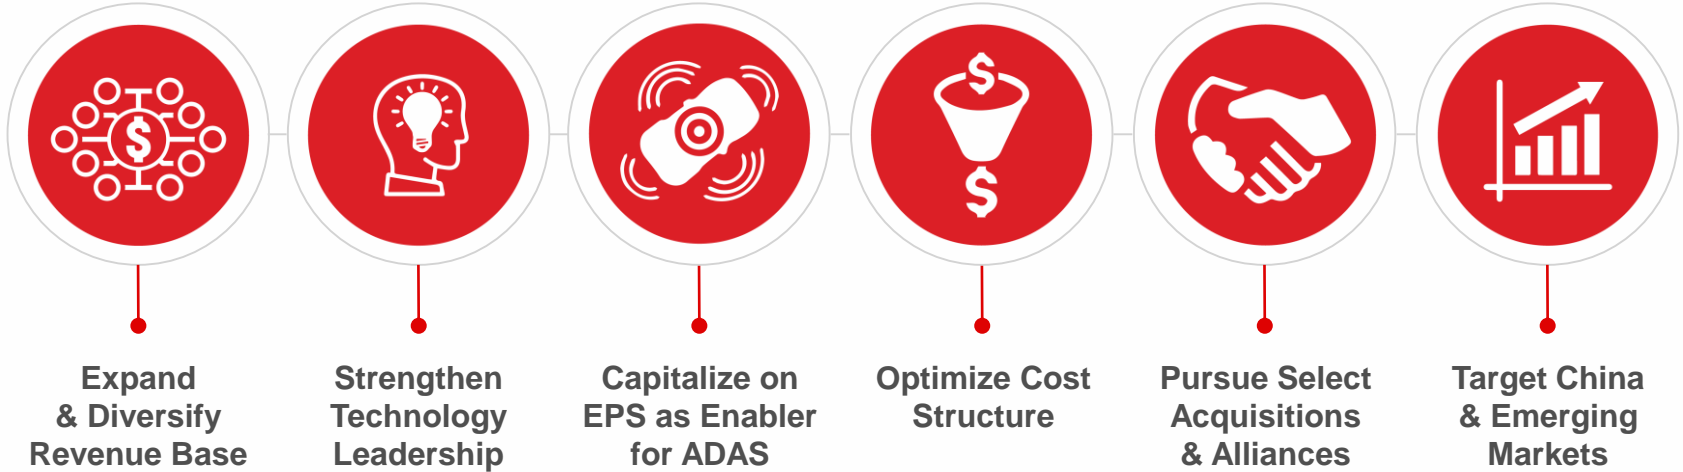 Expand
& Diversify
Revenue Base
Strengthen
Technology
Leadership
Capitalize on
EPS as Enabler
for ADAS
Optimize Cost
Structure
Pursue Select
Acquisitions
& Alliances
Target China
& Emerging
Markets
$
$
$